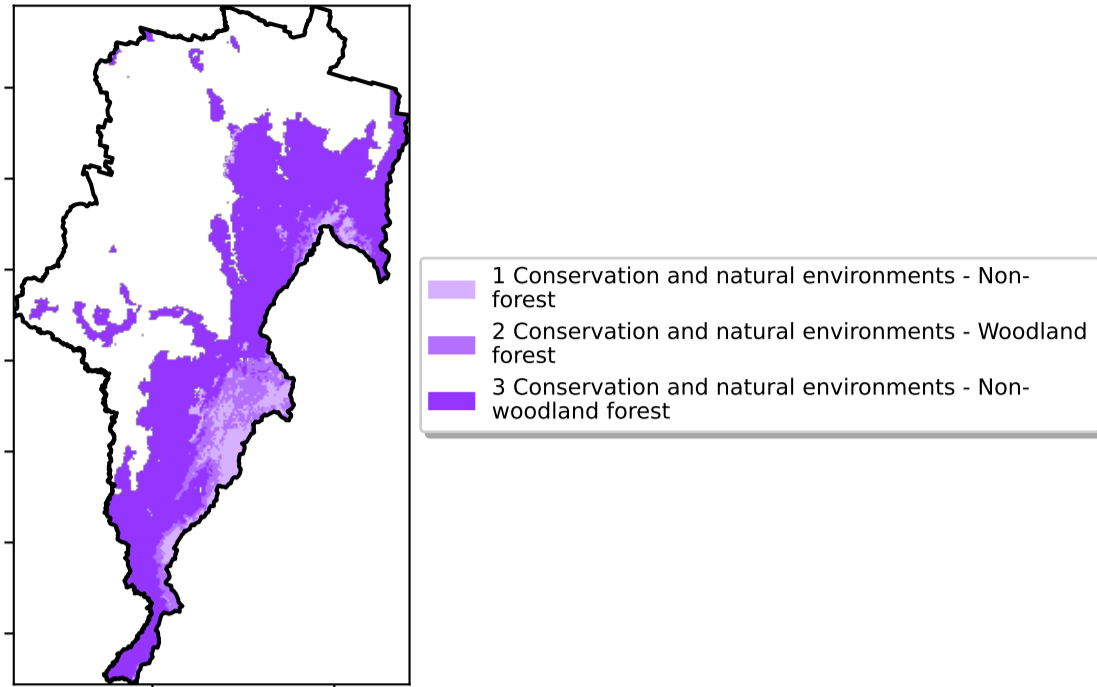 1 Conservation and natural environments - Non-
forest
2 Conservation and natural environments - Woodland
forest
3 Conservation and natural environments - Non-
woodland forest